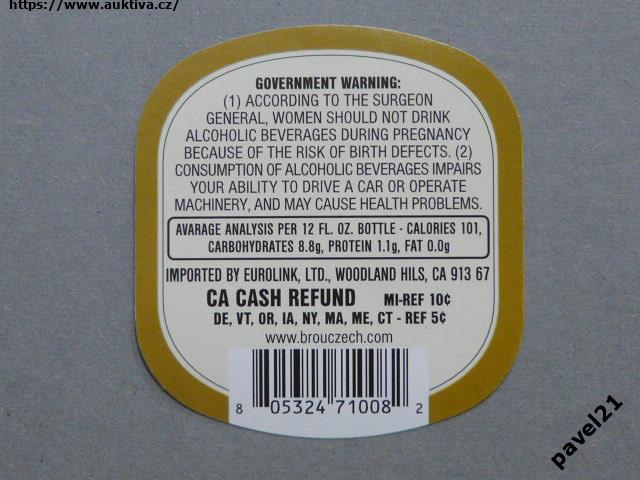 https://www.auktiva.cz/
GOVERNMENT WARNING:
(1) ACCORDING TO THE SURGEON
GENERAL, WOMEN SHOULD NOT DRINK
ALCOHOLIC BEVERAGES DURING PREGNANCY
BECAUSE OF THE RISK OF BIRTH DEFECTS. (2)
CONSUMPTION OF ALCOHOLIC BEVERAGES IMPAIRS
YOUR ABILITY TO DRIVE A CAR OR OPERATE
MACHINERY, AND MAY CAUSE HEALTH PROBLEMS.
AVARAGE ANALYSIS PER 12 FL. OZ. BOTTLE - CALORIES 101,
CARBOHYDRATES 8.8g, PROTEIN 1.1g, FAT 0.0g
IMPORTED BY EUROLINK, LTD., WOODLAND HILS, CA 913 67
CA CASH REFUND MI-REF 10¢
DE, VT, OR, IA, NY, MA, ME, CT - REF 5¢
www.brouczech.com
8 05324 71008 2
pavel21